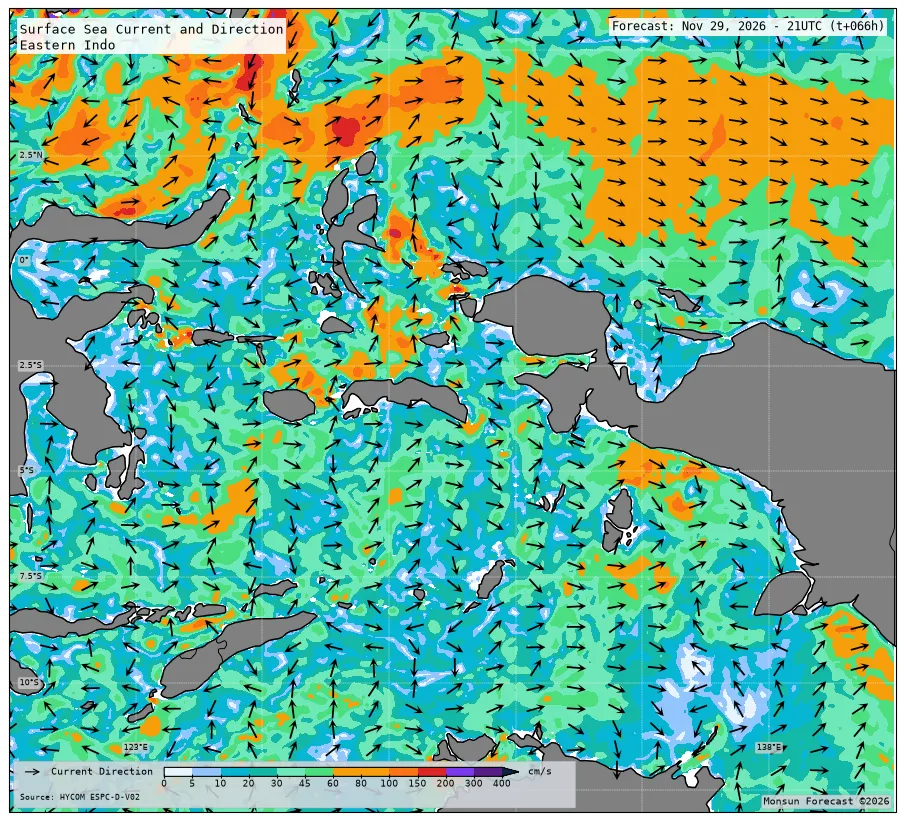 Surface Sea Current and Direction
Eastern Indo
Forecast: Nov 29, 2026 - 21UTC (t+066h)
2.5°N
0°
2.5°S
5°S
7.5°S
10°S
123°E
138°E
Current Direction
cm/s
0 5 10 20 30 45 60 80 100 150 200 300 400
Source: HYCOM ESPC-D-V02
Monsun Forecast ©2026